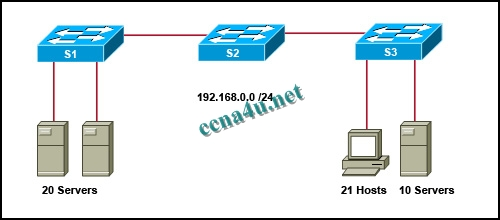 S1
S2
S3
192.168.0.0 /24
ccna4u.net
20 Servers
21 Hosts
10 Servers